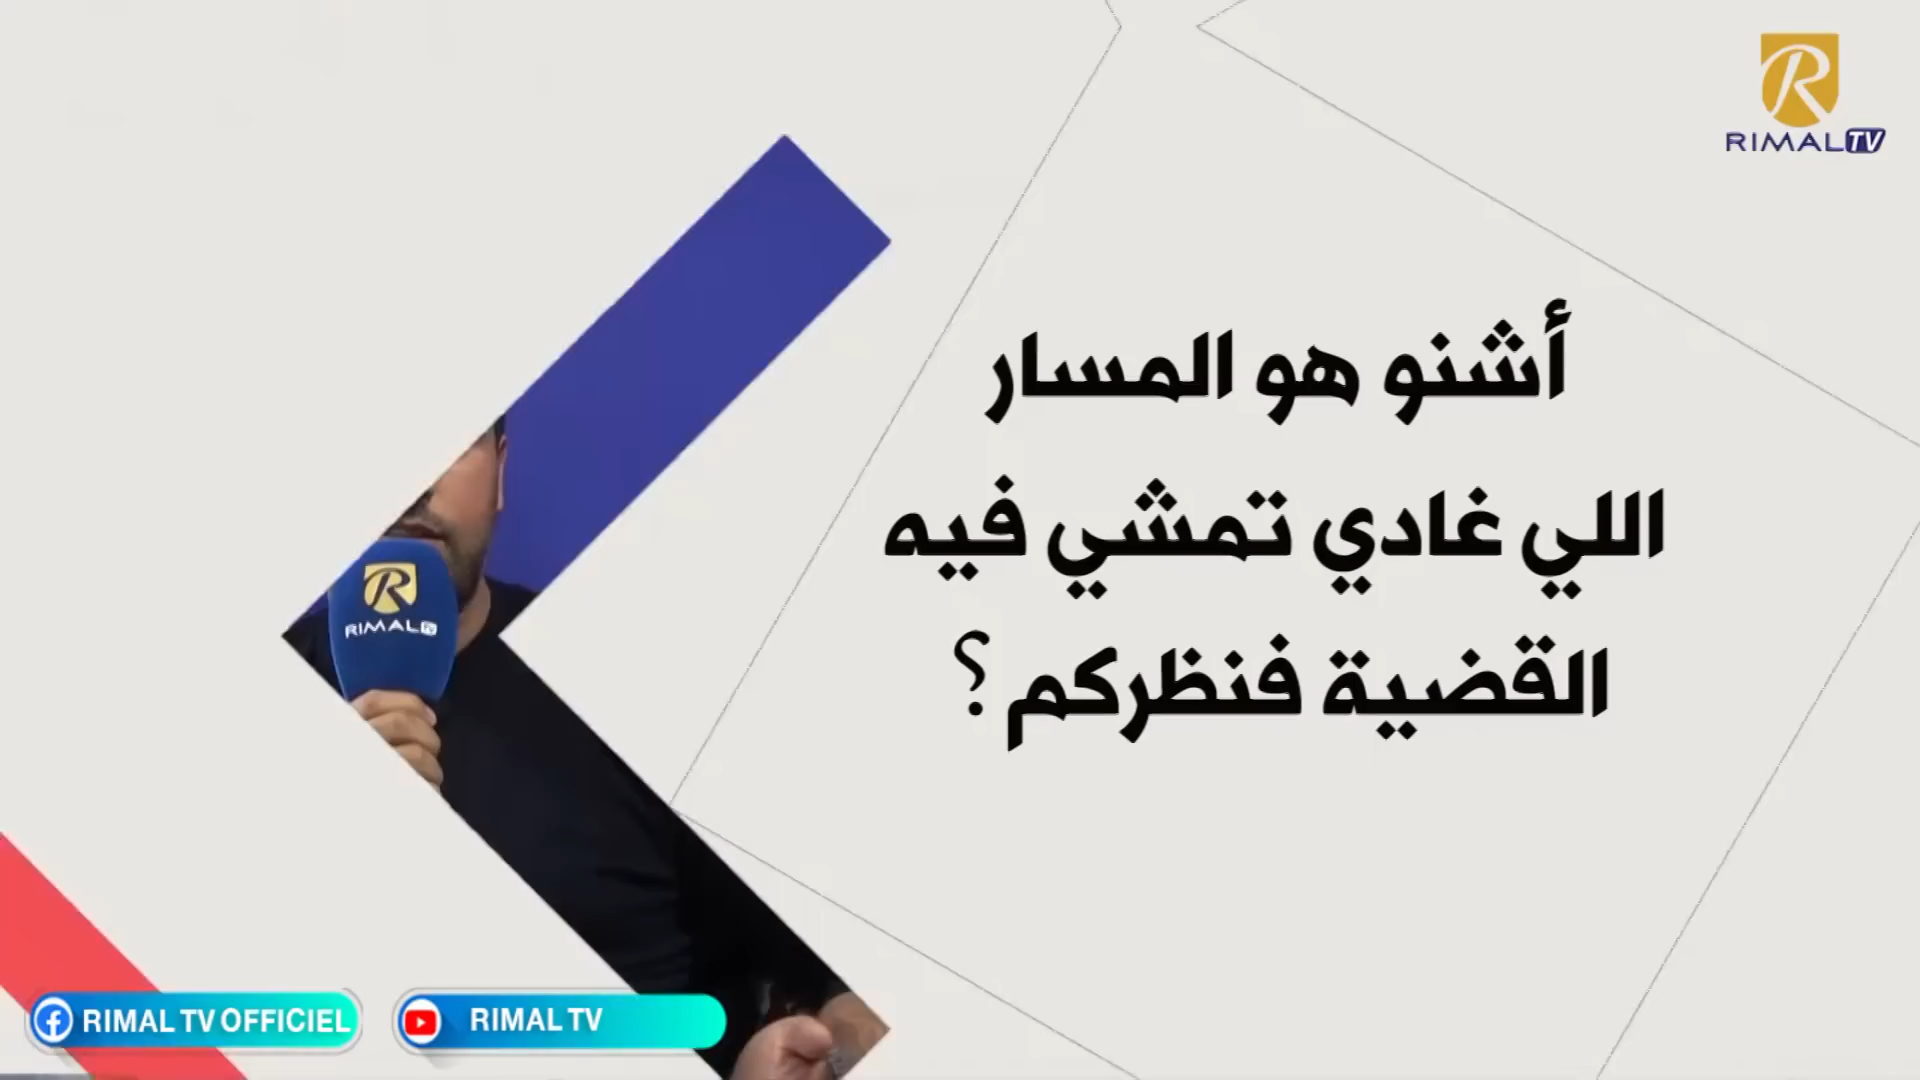 RIMAL TV
أشنو هو المسار
اللي غادي تمشي فيه
القضية فنظركم؟
RIMAL TV
RIMAL TV OFFICIEL
RIMAL TV